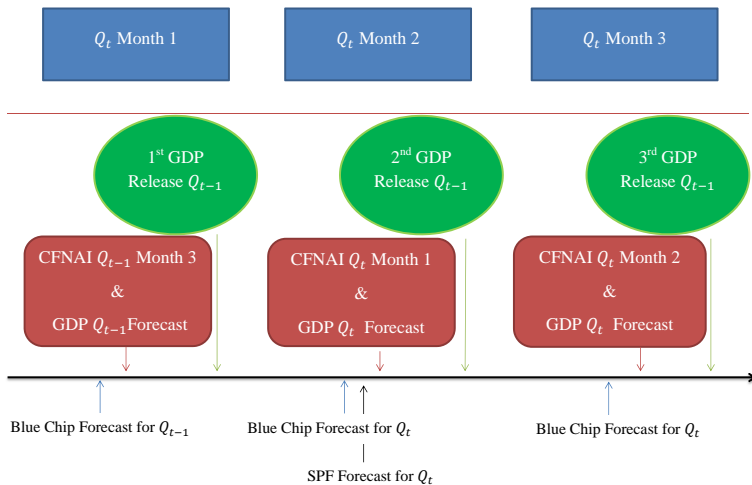 Q_t Month 1
Q_t Month 2
Q_t Month 3
1st GDP
Release Q_{t-1}
2nd GDP
Release Q_{t-1}
3rd GDP
Release Q_{t-1}
CFNAI Q_{t-1} Month 3
&
GDP Q_{t-1} Forecast
CFNAI Q_t Month 1
&
GDP Q_t Forecast
CFNAI Q_t Month 2
&
GDP Q_t Forecast
Blue Chip Forecast for Q_{t-1}
Blue Chip Forecast for Q_t
Blue Chip Forecast for Q_t
SPF Forecast for Q_t